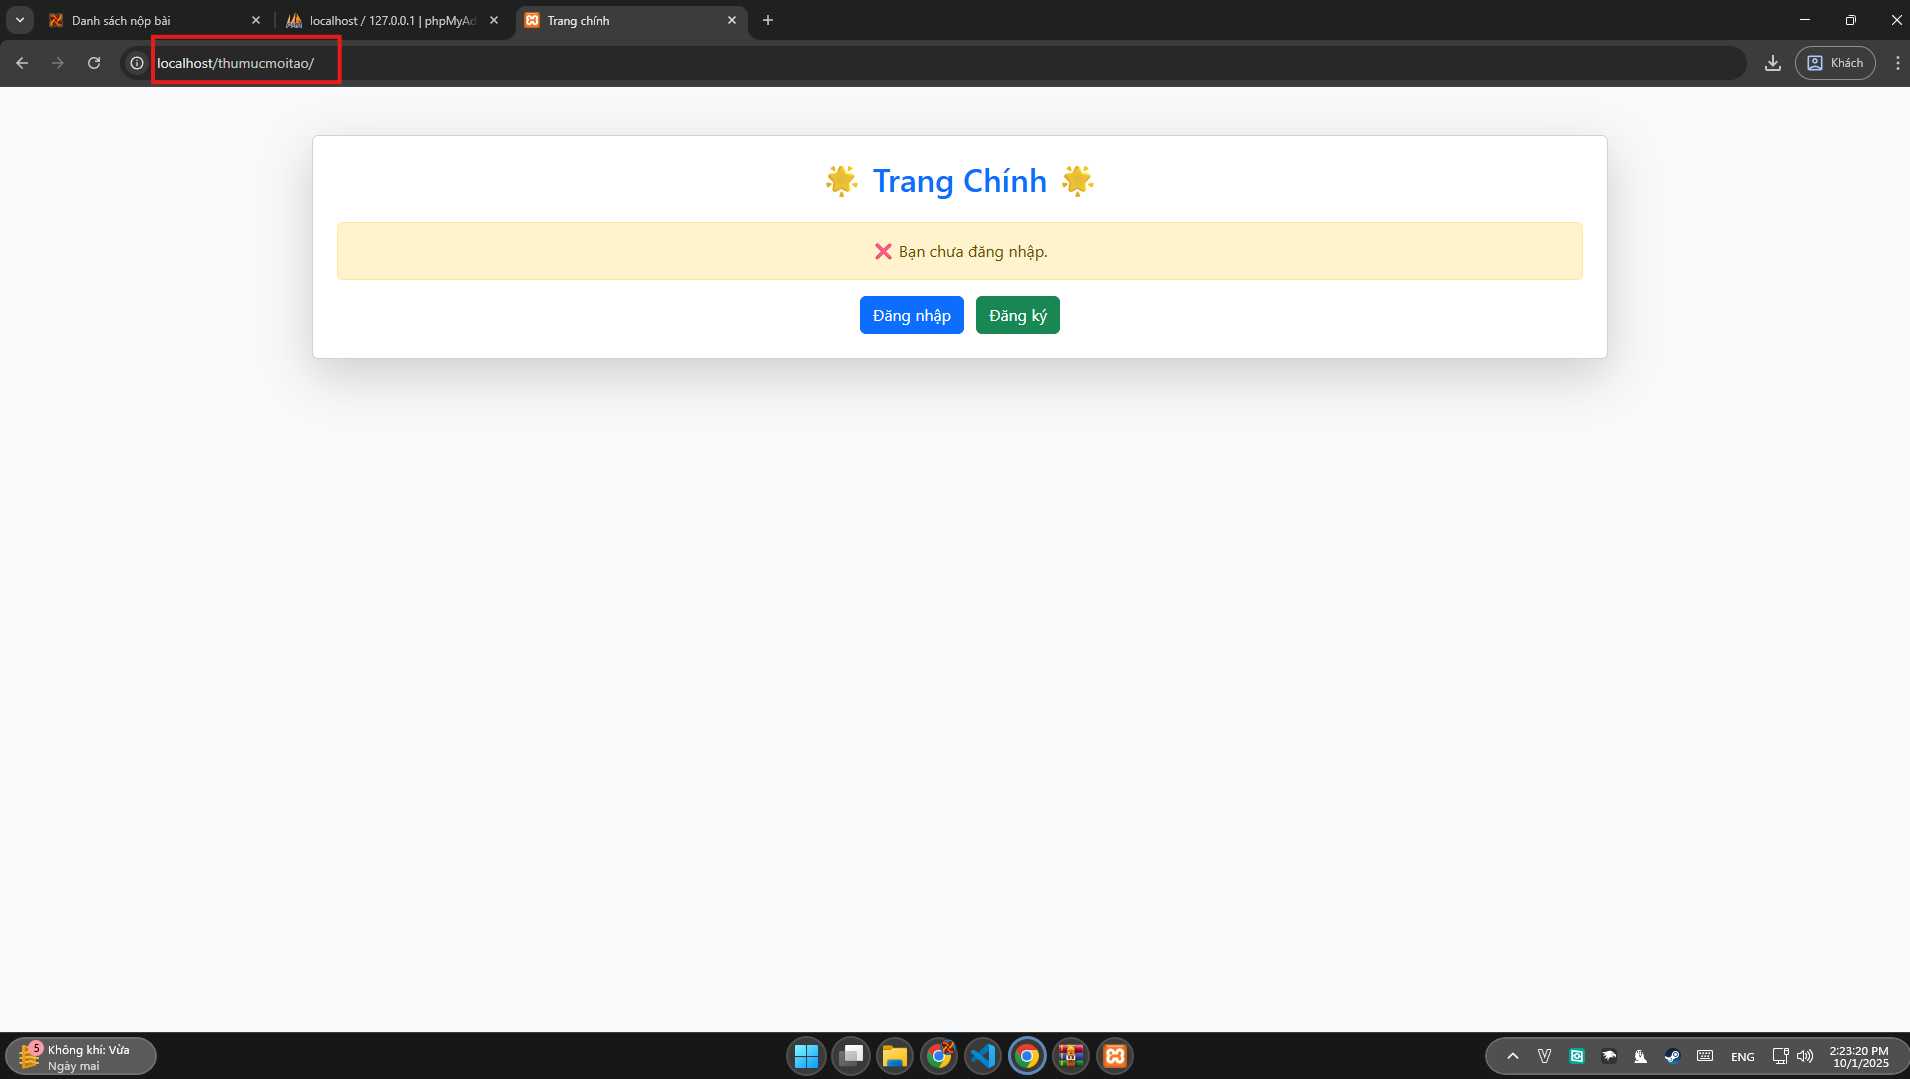 Danh sách nộp bài
localhost / 127.0.0.1 | phpMyAd
Trang chính
localhost/thumucmoitao/
Khách
Trang Chính
Bạn chưa đăng nhập.
Đăng nhập
Đăng ký
5
Không khí: Vừa
Ngày mai
ENG
2:23:20 PM
10/1/2025